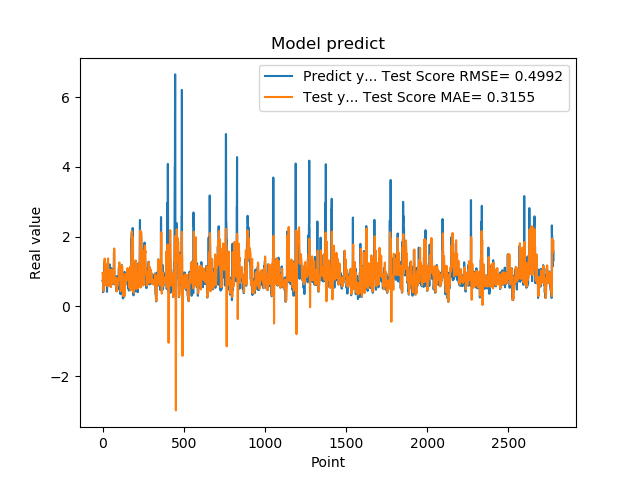 Model predict
Predict y... Test Score RMSE= 0.4992
Test y... Test Score MAE= 0.3155
6
4
2
0
−2
Real value
0 500 1000 1500 2000 2500
Point